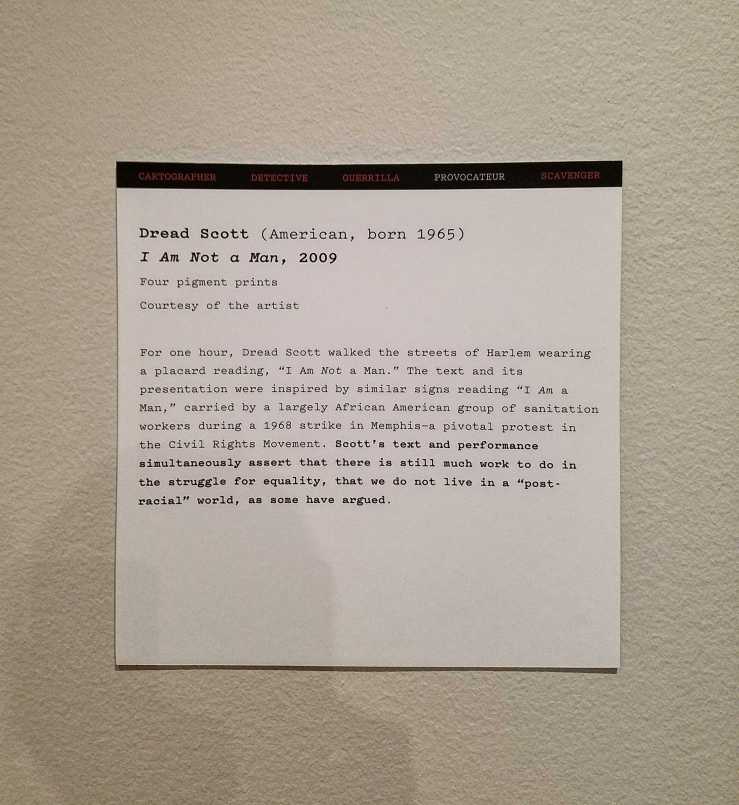 CARTOGRAPHER DETECTIVE GUERRILLA PROVOCATEUR SCAVENGER
Dread Scott (American, born 1965)
I Am Not a Man, 2009
Four pigment prints
Courtesy of the artist
For one hour, Dread Scott walked the streets of Harlem wearing
a placard reading, “I Am Not a Man.” The text and its
presentation were inspired by similar signs reading “I Am a
Man,” carried by a largely African American group of sanitation
workers during a 1968 strike in Memphis—a pivotal protest in
the Civil Rights Movement. Scott’s text and performance
simultaneously assert that there is still much work to do in
the struggle for equality, that we do not live in a “post-
racial” world, as some have argued.